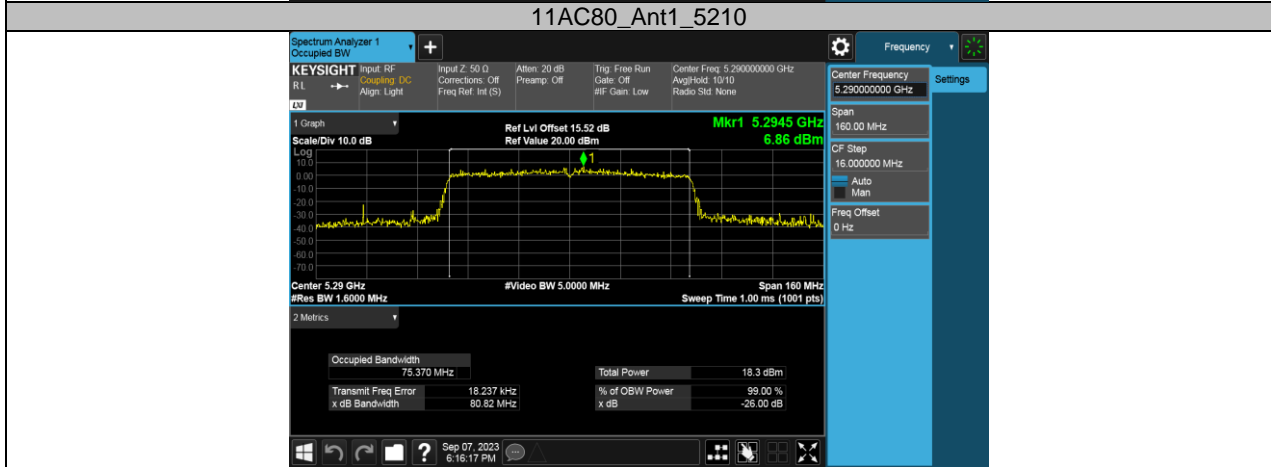 11AC80_Ant1_5210
Spectrum Analyzer 1
Occupied BW
+
Frequency
KEYSIGHT
RL
LXI
Input: RF
Coupling: DC
Align: Light
Input Z: 50 Ω
Corrections: Off
Freq Ref: Int (S)
Atten: 20 dB
Preamp: Off
Trig: Free Run
Gate: Off
#IF Gain: Low
Center Freq: 5.290000000 GHz
Avg|Hold: 10/10
Radio Std: None
1 Graph
Scale/Div 10.0 dB
Ref Lvl Offset 15.52 dB
Ref Value 20.00 dBm
Mkr1 5.2945 GHz
6.86 dBm
Log
10.0
0.00
-10.0
-20.0
-30.0
-40.0
-50.0
-60.0
-70.0
1
Center 5.29 GHz
#Res BW 1.6000 MHz
#Video BW 5.0000 MHz
Span 160 MHz
Sweep Time 1.00 ms (1001 pts)
2 Metrics
Occupied Bandwidth
75.370 MHz
Transmit Freq Error 18.237 kHz
x dB Bandwidth 80.82 MHz
Total Power 18.3 dBm
% of OBW Power 99.00 %
x dB -26.00 dB
Center Frequency
5.290000000 GHz
Settings
Span
160.00 MHz
CF Step
16.000000 MHz
Auto
Man
Freq Offset
0 Hz
?
Sep 07, 2023
6:16:17 PM